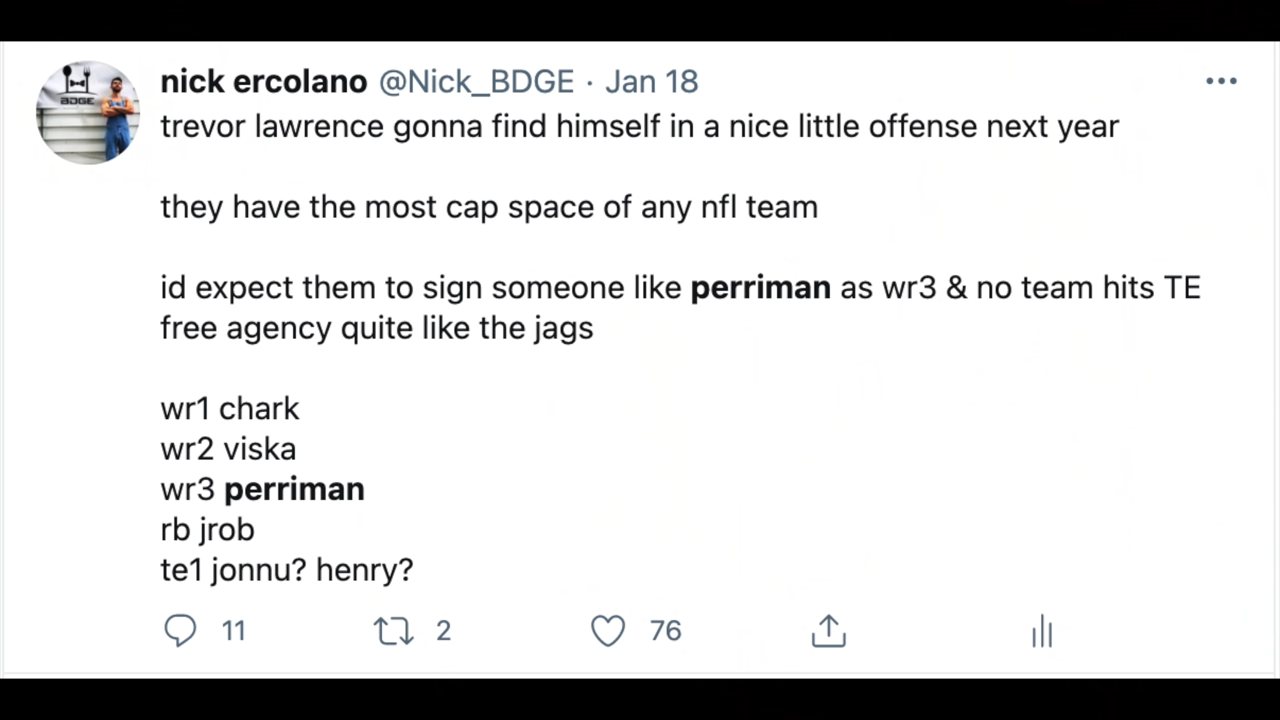 BDGE
nick ercolano @Nick_BDGE · Jan 18
trevor lawrence gonna find himself in a nice little offense next year
they have the most cap space of any nfl team
id expect them to sign someone like perriman as wr3 & no team hits TE
free agency quite like the jags
wr1 chark
wr2 viska
wr3 perriman
rb jrob
te1 jonnu? henry?
11 2 76